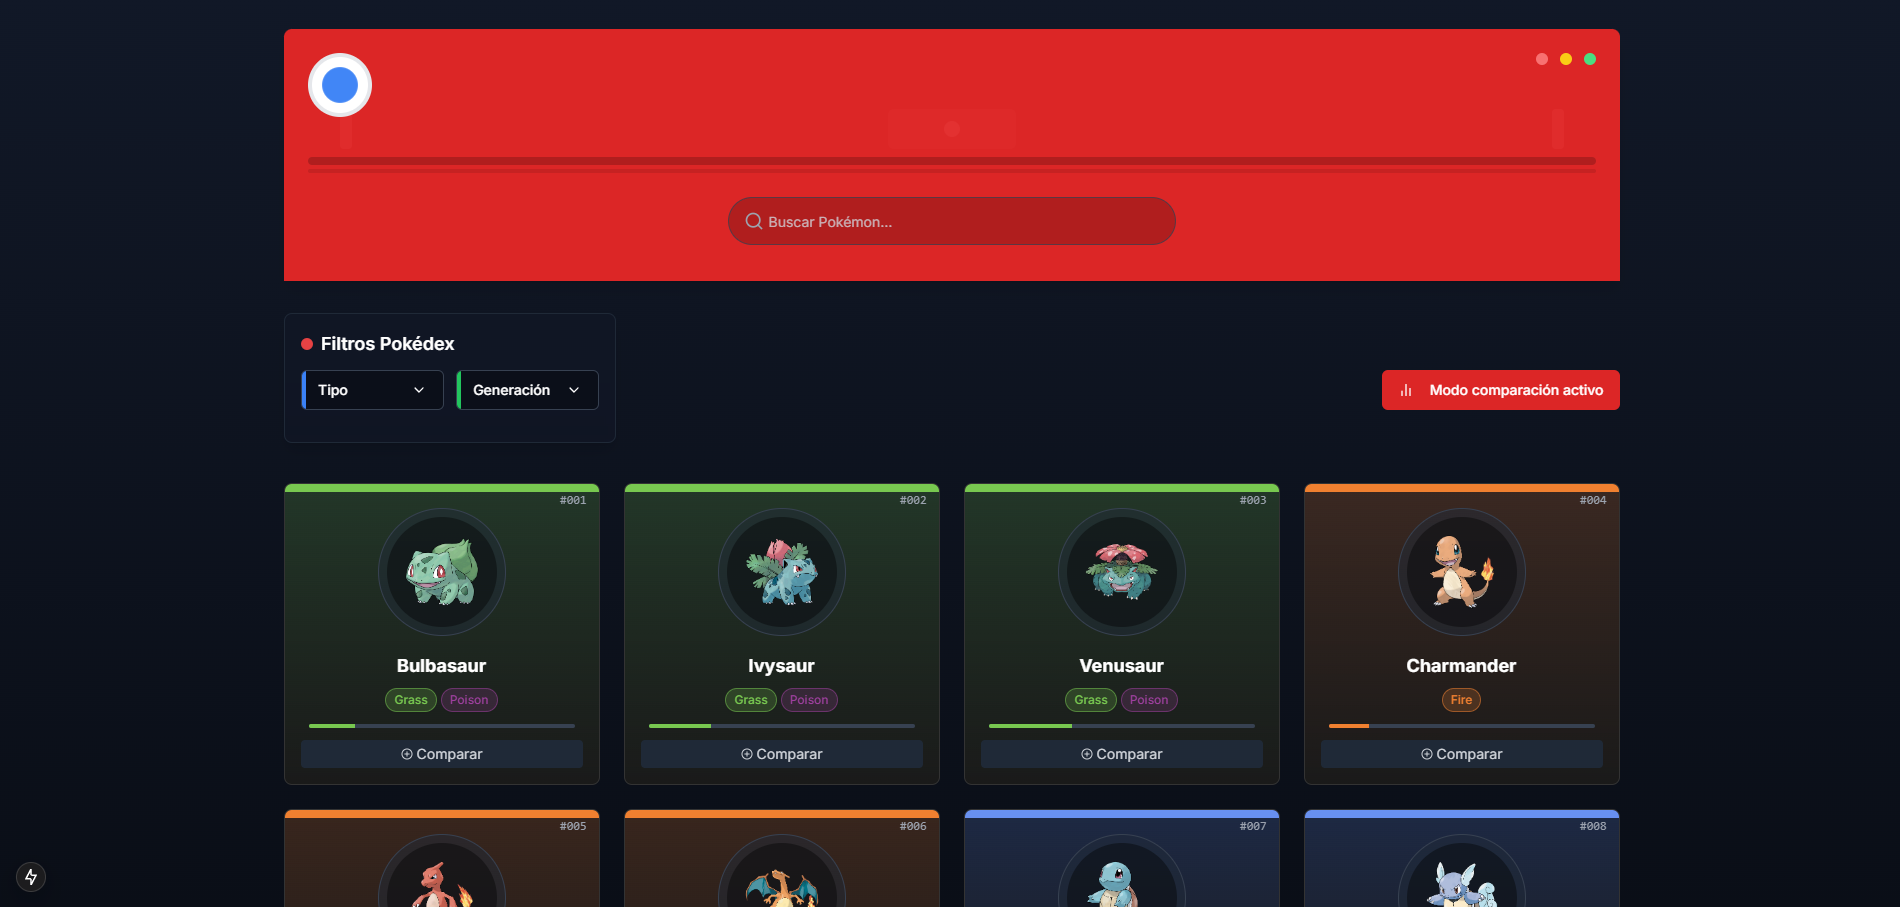 Buscar Pokémon...
Filtros Pokédex
Tipo
Generación
Modo comparación activo
#001
#002
#003
#004
Bulbasaur
Ivysaur
Venusaur
Charmander
Grass Poison
Grass Poison
Grass Poison
Fire
Comparar
Comparar
Comparar
Comparar
#005
#006
#007
#008